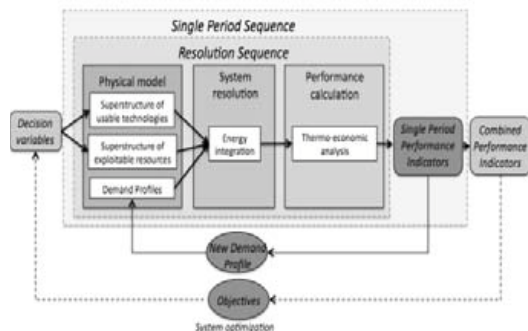 Single Period Sequence
Resolution Sequence
Physical model
System
resolution
Performance
calculation
Decision
variables
Superstructure of
usable technologies
Superstructure of
exploitable resources
Demand Profiles
Energy
integration
Thermo-economic
analysis
Single Period
Performance
Indicators
Combined
Performance
Indicators
New Demand
Profile
Objectives
System optimization